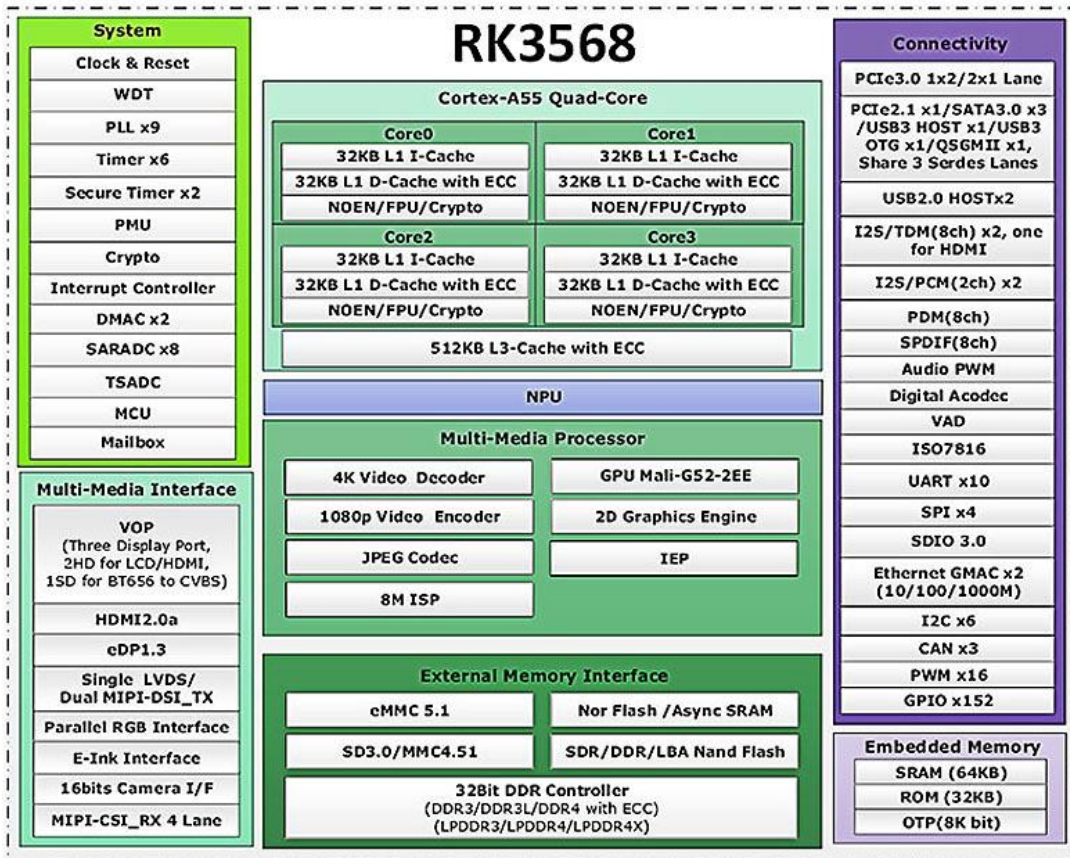 RK3568
System
Clock & Reset
WDT
PLL x9
Timer x6
Secure Timer x2
PMU
Crypto
Interrupt Controller
DMAC x2
SARADC x8
TSADC
MCU
Mailbox
Multi-Media Interface
VOP
(Three Display Port,
2HD for LCD/HDMI,
1SD for BT656 to CVBS)
HDMI2.0a
eDP1.3
Single LVDS/
Dual MIPI-DSI_TX
Parallel RGB Interface
E-Ink Interface
16bits Camera I/F
MIPI-CSI_RX 4 Lane
Cortex-A55 Quad-Core
Core0
32KB L1 I-Cache
32KB L1 D-Cache with ECC
NOEN/FPU/Crypto
Core1
32KB L1 I-Cache
32KB L1 D-Cache with ECC
NOEN/FPU/Crypto
Core2
32KB L1 I-Cache
32KB L1 D-Cache with ECC
NOEN/FPU/Crypto
Core3
32KB L1 I-Cache
32KB L1 D-Cache with ECC
NOEN/FPU/Crypto
512KB L3-Cache with ECC
NPU
Multi-Media Processor
4K Video Decoder
1080p Video Encoder
JPEG Codec
8M ISP
GPU Mali-G52-2EE
2D Graphics Engine
IEP
External Memory Interface
eMMC 5.1
Nor Flash /Async SRAM
SD3.0/MMC4.51
SDR/DDR/LBA Nand Flash
32Bit DDR Controller
(DDR3/DDR3L/DDR4 with ECC)
(LPDDR3/LPDDR4/LPDDR4X)
Connectivity
PCIe3.0 1x2/2x1 Lane
PCIe2.1 x1/SATA3.0 x3
/USB3 HOST x1/USB3
OTG x1/QSGMII x1,
Share 3 Serdes Lanes
USB2.0 HOSTx2
I2S/TDM(8ch) x2, one
for HDMI
I2S/PCM(2ch) x2
PDM(8ch)
SPDIF(8ch)
Audio PWM
Digital Acodec
VAD
ISO7816
UART x10
SPI x4
SDIO 3.0
Ethernet GMAC x2
(10/100/1000M)
I2C x6
CAN x3
PWM x16
GPIO x152
Embedded Memory
SRAM (64KB)
ROM (32KB)
OTP(8K bit)